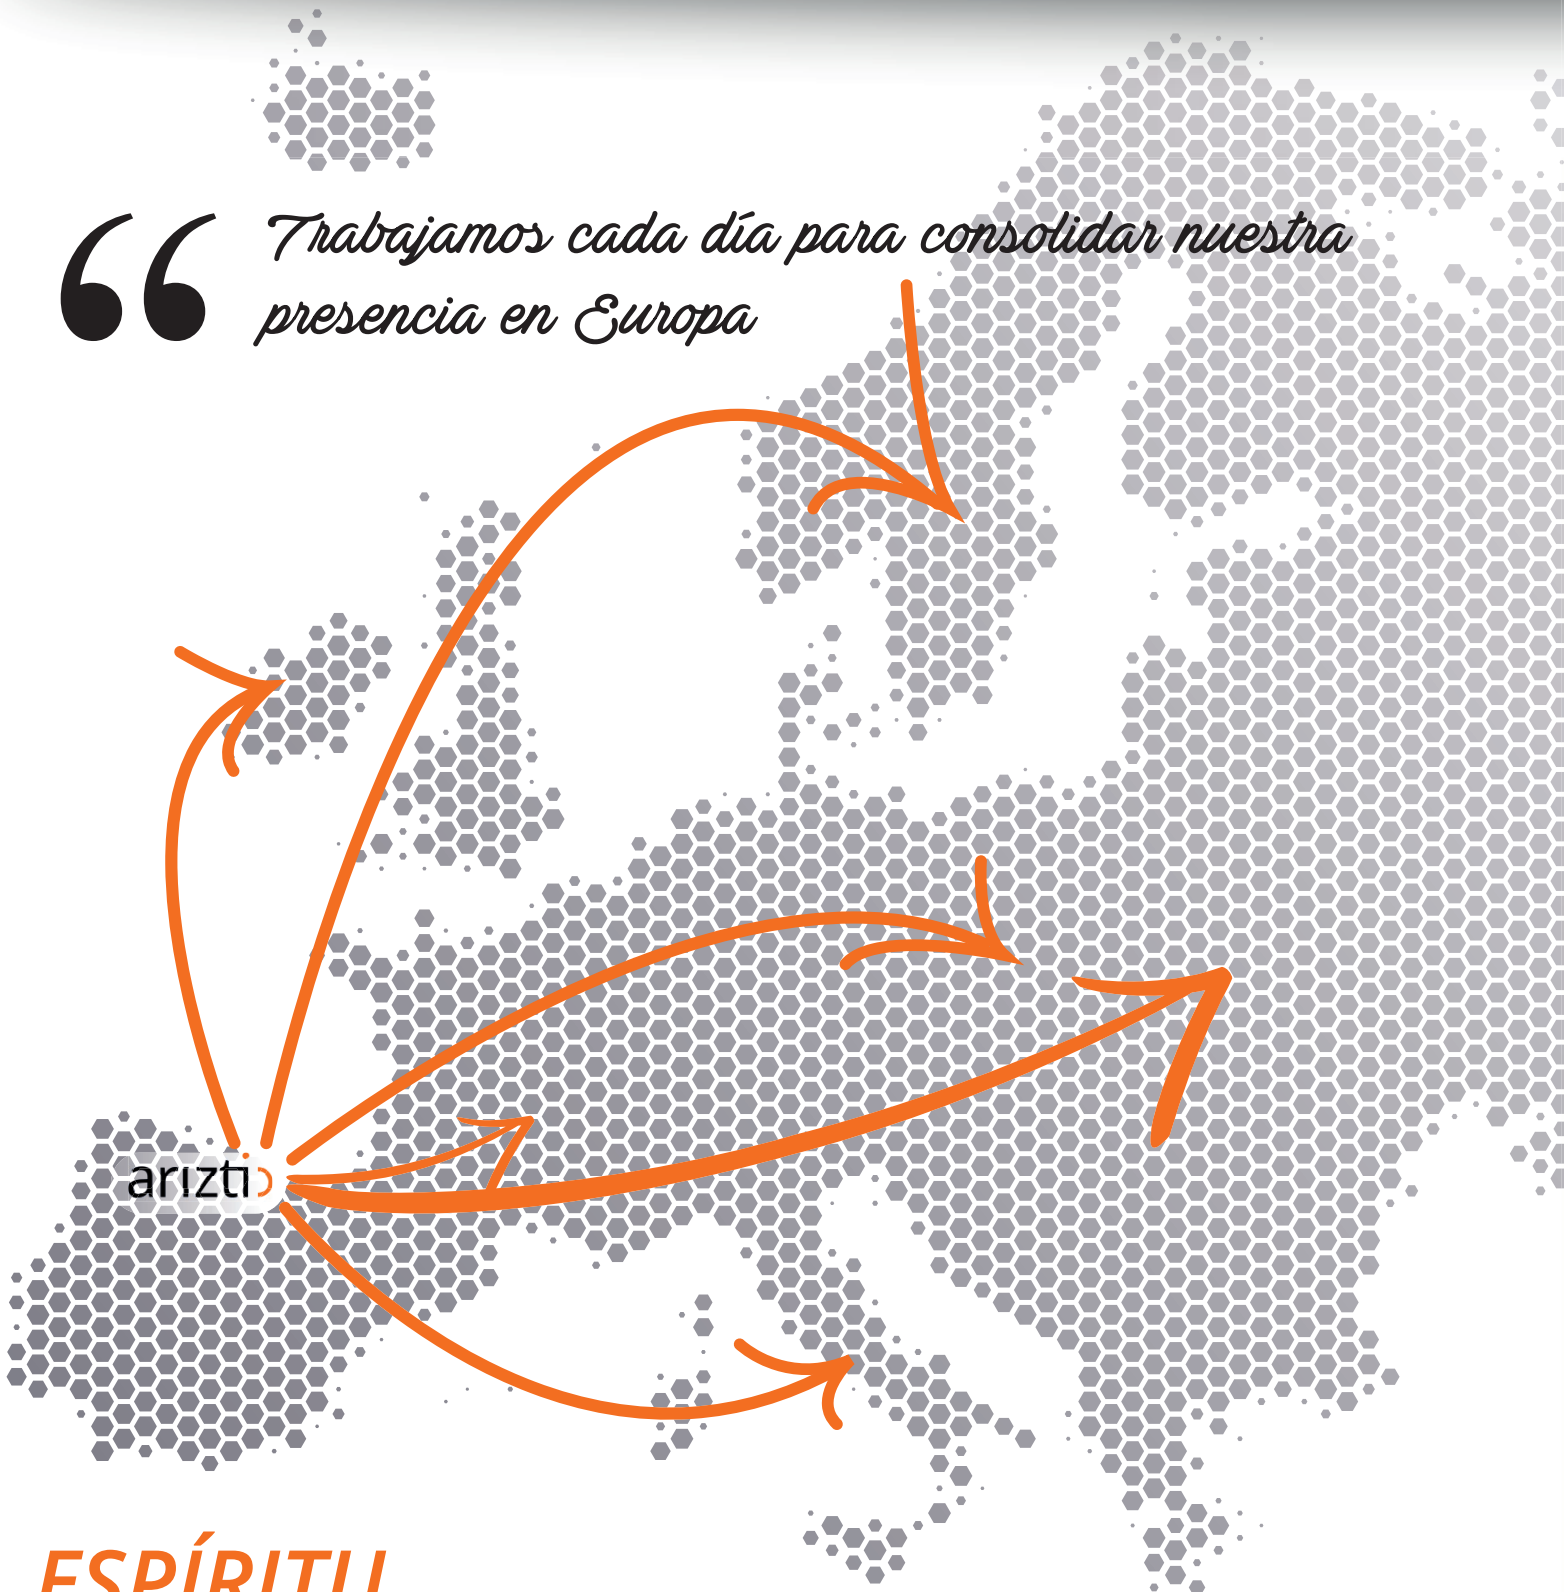 “ Trabajamos cada día para consolidar nuestra
presencia en Europa
arizti
ESPÍRITU